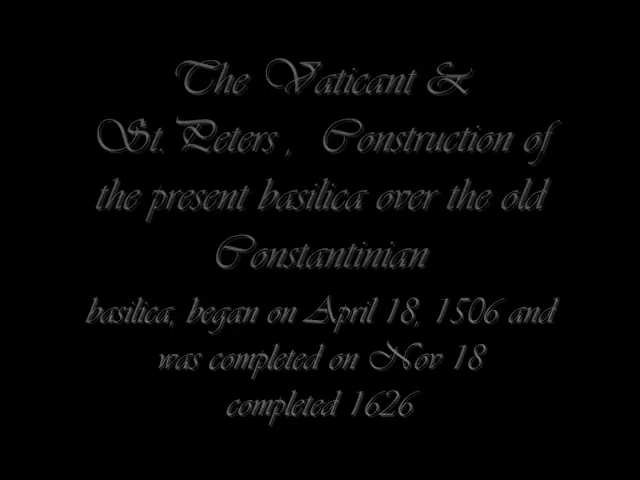 The Vaticant &
St. Peters , Construction of
the present basilica over the old
Constantinian
basilica, began on April 18, 1506 and
was completed on Nov 18
completed 1626